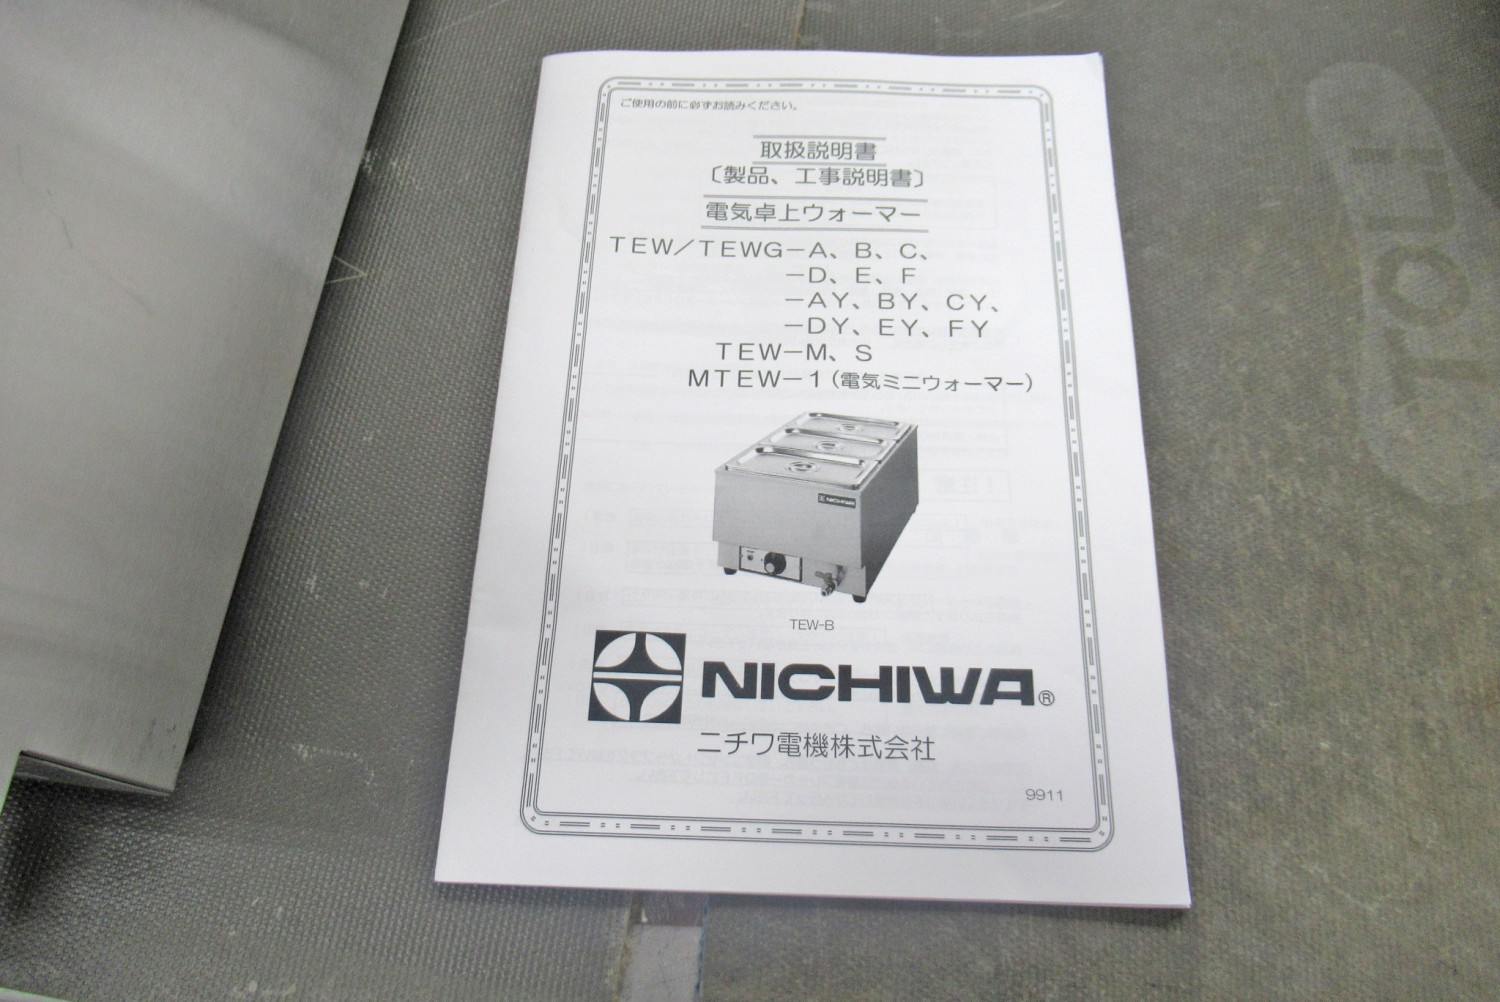 ご使用の前に必ずお読みください。
取扱説明書
〔製品、工事説明書〕
電気卓上ウォーマー
TEW／TEWG－A、B、C、
－D、E、F
－AY、BY、CY、
－DY、EY、FY
TEW－M、S
MTEW－1（電気ミニウォーマー）
NICHIWA
TEW-B
NICHIWA®
ニチワ電機株式会社
9911
TOLI